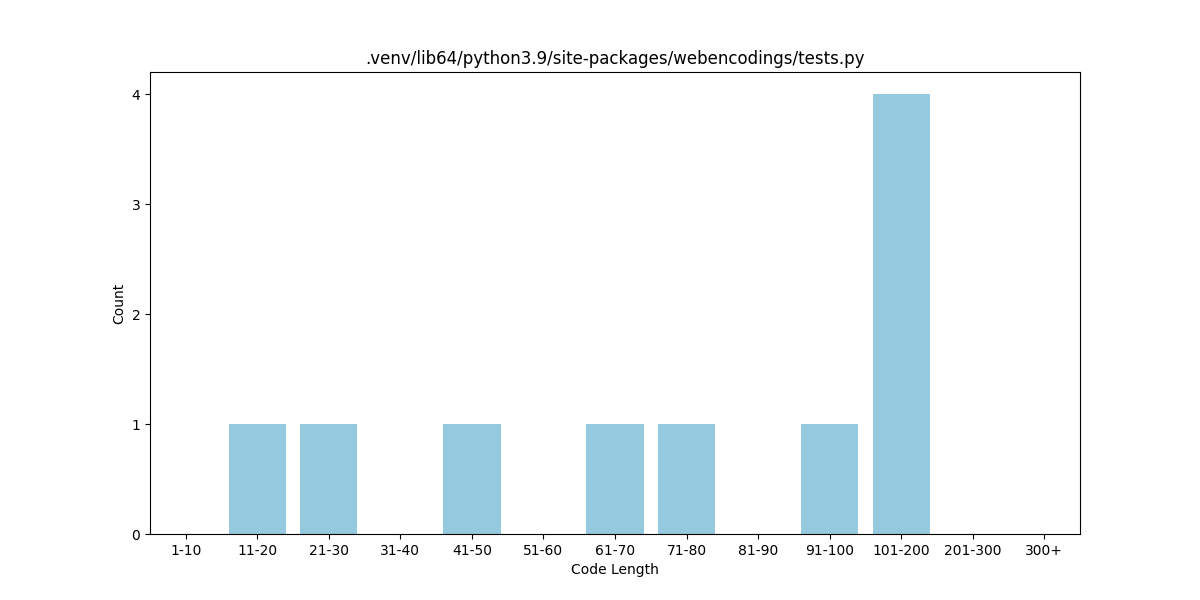 .venv/lib64/python3.9/site-packages/webencodings/tests.py
4
3
2
1
0
Count
1-10 11-20 21-30 31-40 41-50 51-60 61-70 71-80 81-90 91-100 101-200 201-300 300+
Code Length